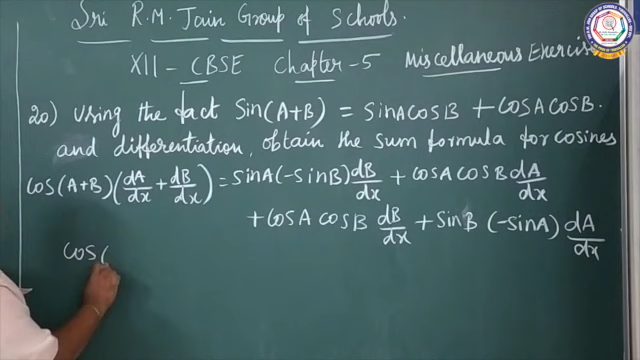 Sri R.M. Jain Group of Schools.
XII - CBSE Chapter-5 Miscellaneous Exercis
20) Using the fact Sin(A+B) = SinA CosB + CosA CosB.
and differentiation, obtain the sum formula for cosines
cos(A+B) (dA/dx + dB/dx) = SinA(-SinB) dB/dx + cosA cosB dA/dx
+ cosA cosB dB/dx + SinB (-SinA) dA/dx
cos(